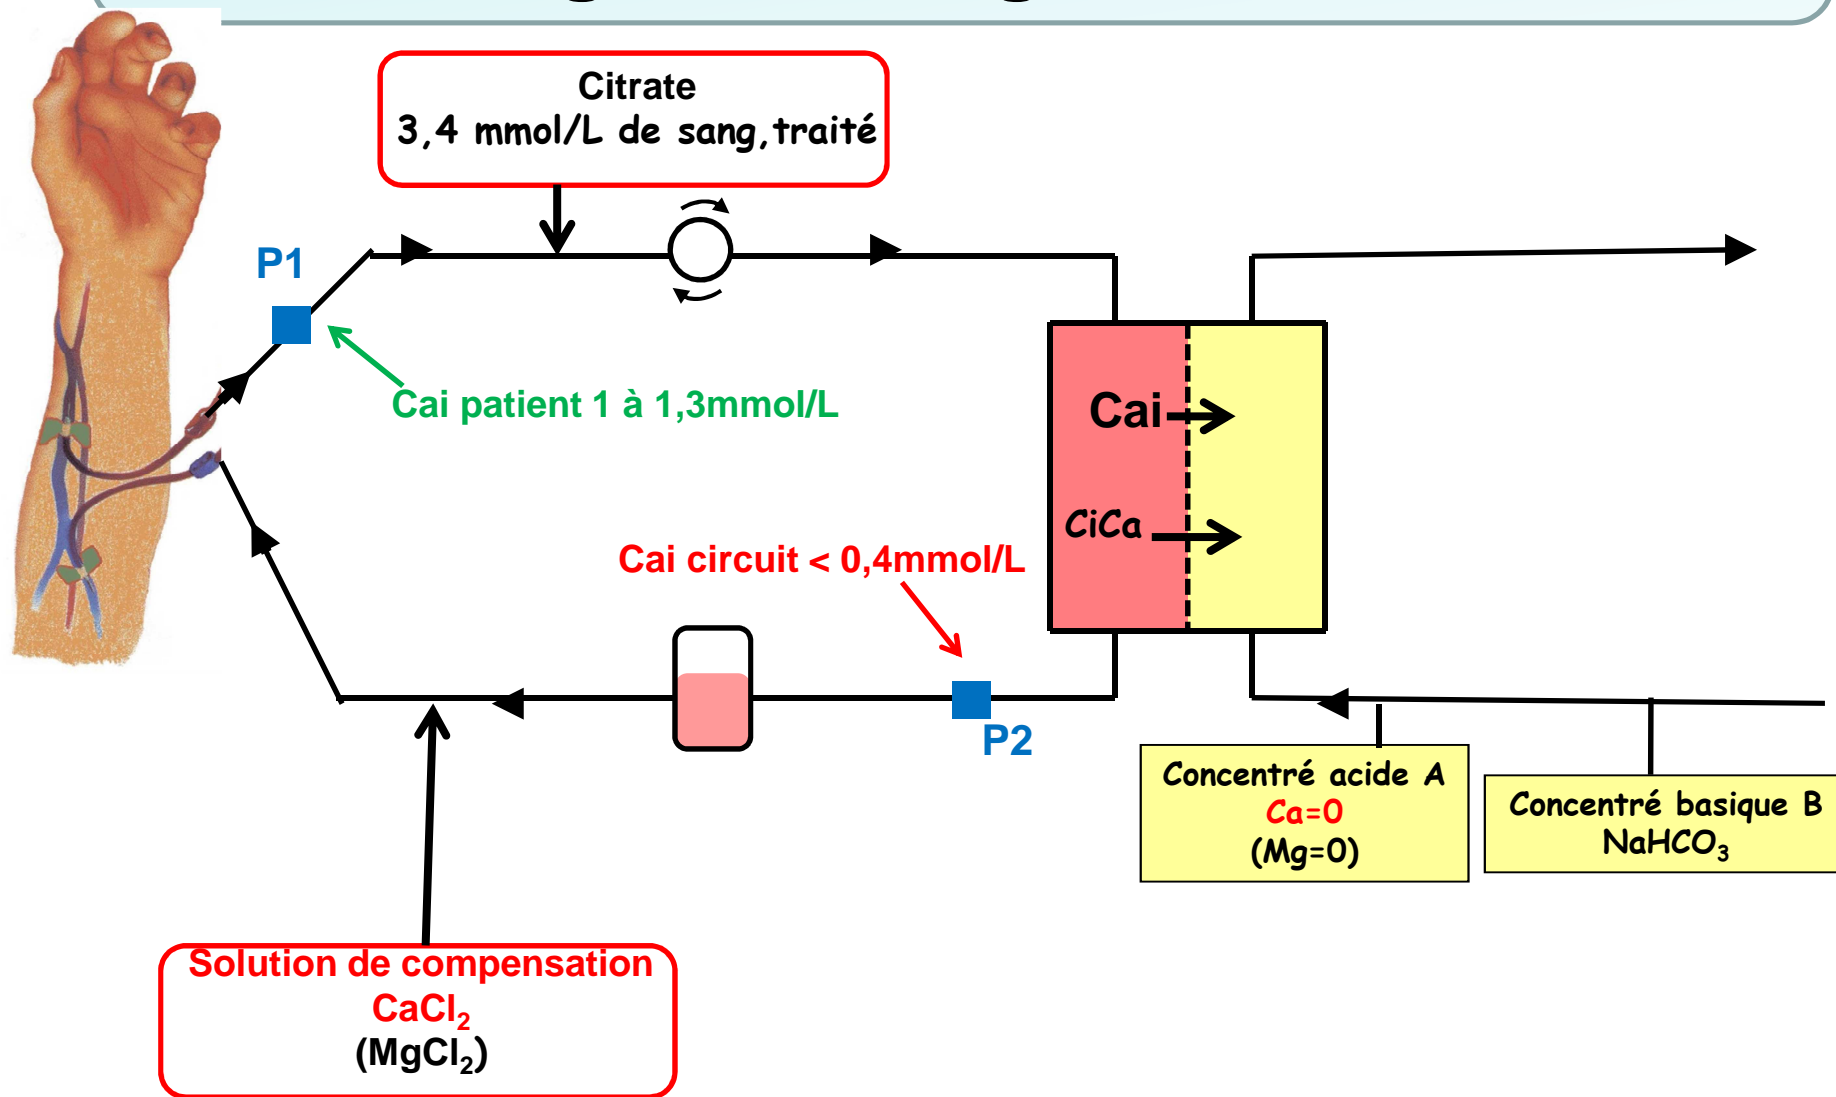 Citrate
3,4 mmol/L de sang,traité
P1
Cai patient 1 à 1,3mmol/L
Cai
CiCa
Cai circuit < 0,4mmol/L
P2
Concentré acide A
Ca=0
(Mg=0)
Concentré basique B
NaHCO₃
Solution de compensation
CaCl₂
(MgCl₂)